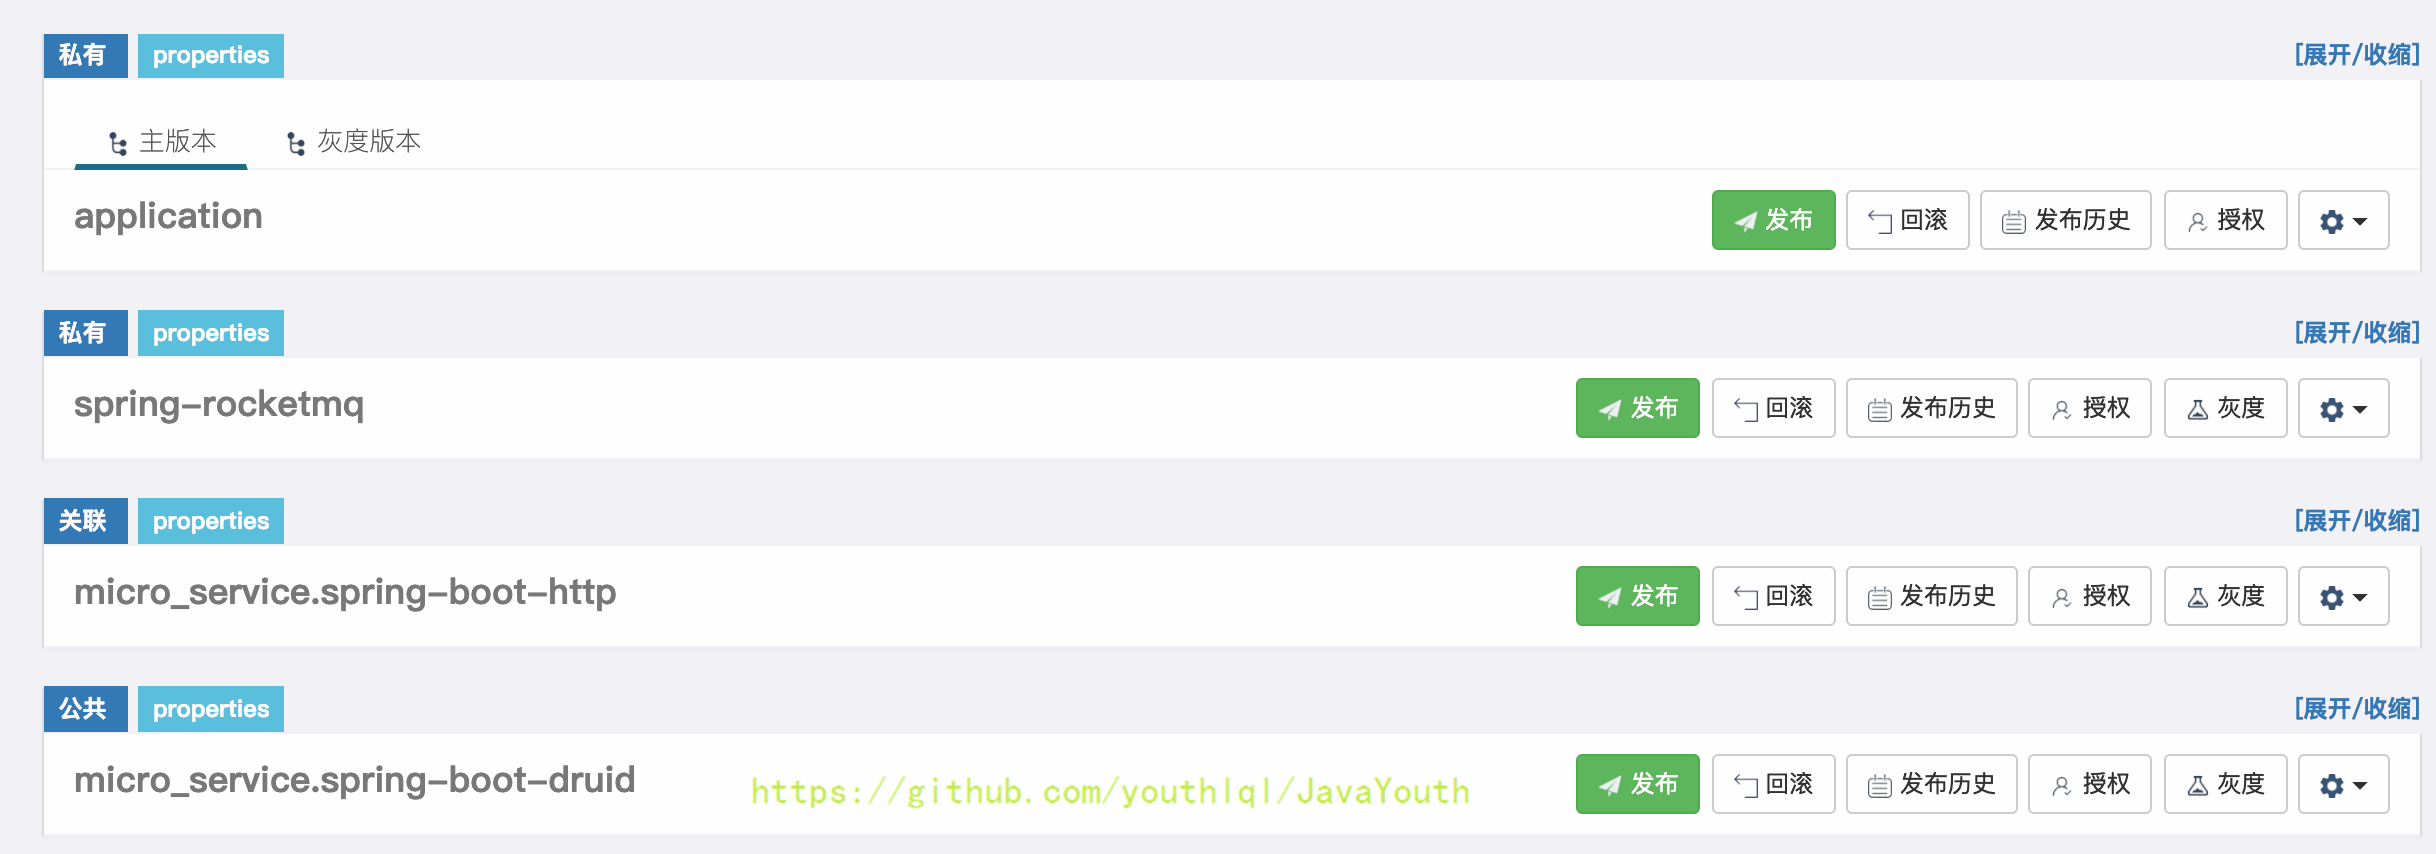 私有 properties [展开/收缩]
主版本 灰度版本
application 发布 回滚 发布历史 授权
私有 properties [展开/收缩]
spring-rocketmq 发布 回滚 发布历史 授权 灰度
关联 properties [展开/收缩]
micro_service.spring-boot-http 发布 回滚 发布历史 授权 灰度
公共 properties [展开/收缩]
micro_service.spring-boot-druid https://github.com/youthlql/JavaYouth 发布 回滚 发布历史 授权 灰度